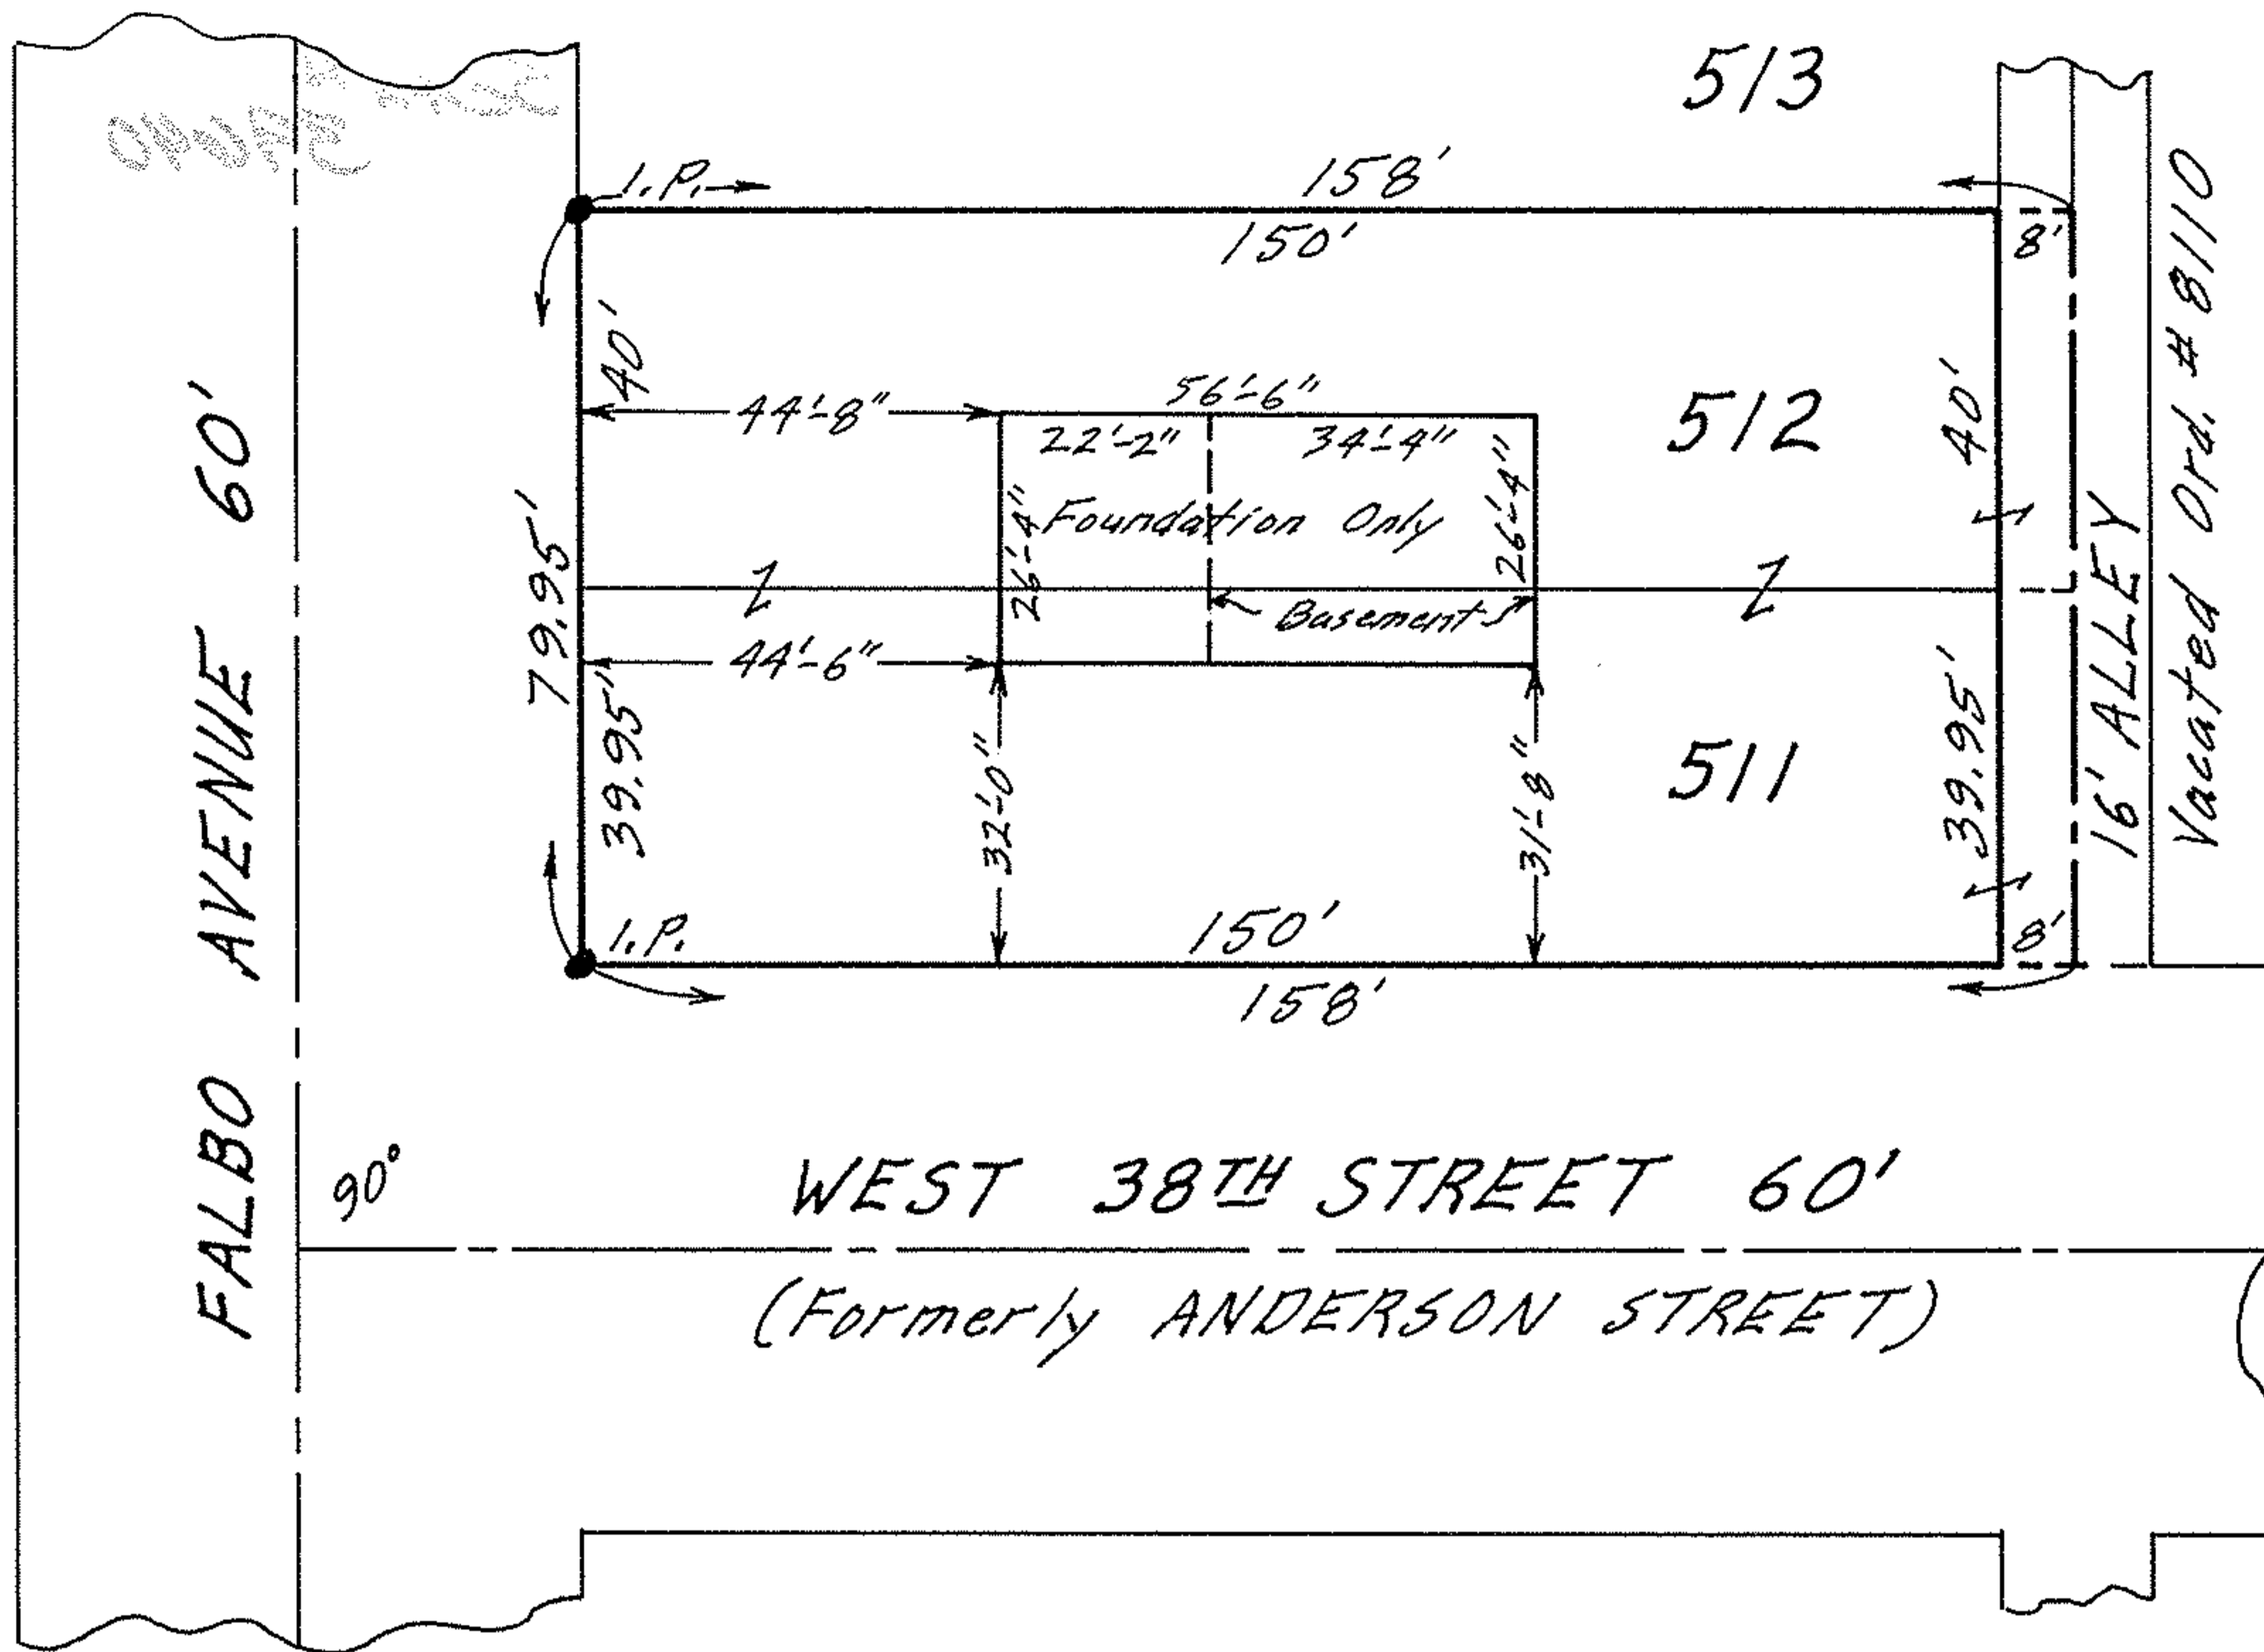 513
I.P.
158'
150'
8'
40'
56'-6"
44'-8"
22'-2"
34'-4"
512
40'
26'-4"
Foundation Only
26'-4"
79.95'
Basement
44'-6"
39.95'
32'-0"
31'-8"
511
39.95'
I.P.
150'
8'
158'
FALBO AVENUE 60'
16' ALLEY
Vacated Ord. # 8110
90°
WEST 38TH STREET 60'
(Formerly ANDERSON STREET)